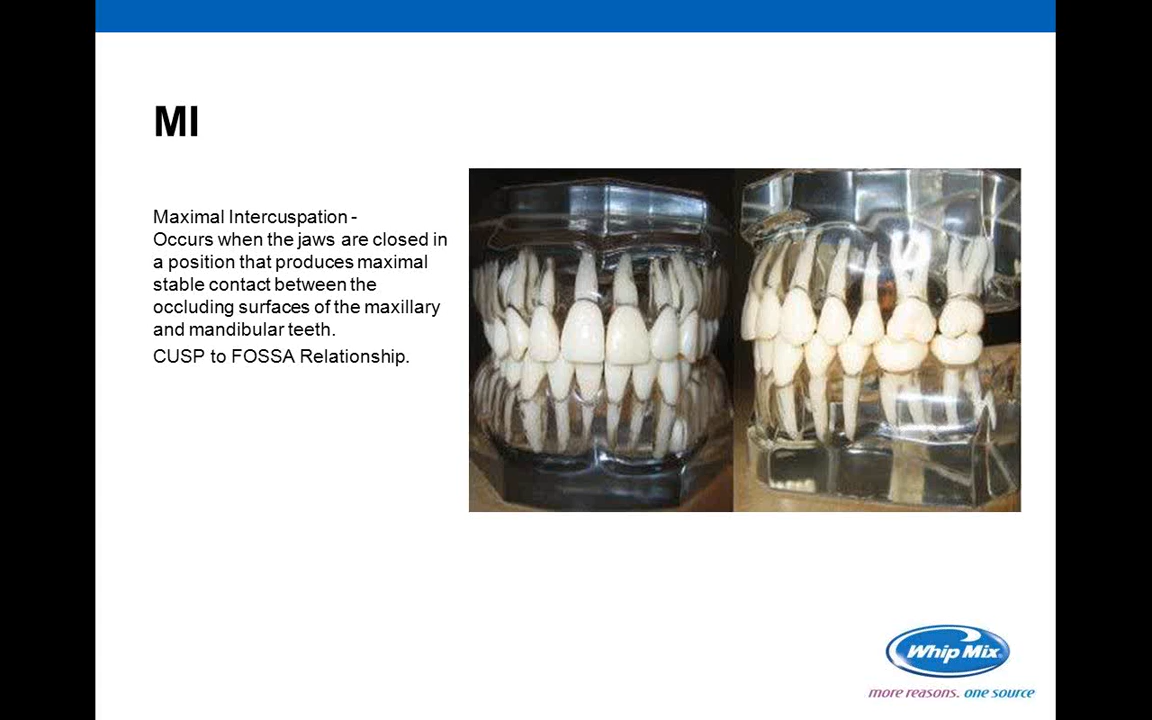 MI
Maximal Intercuspation -
Occurs when the jaws are closed in
a position that produces maximal
stable contact between the
occluding surfaces of the maxillary
and mandibular teeth.
CUSP to FOSSA Relationship.
Whip Mix
more reasons. one source